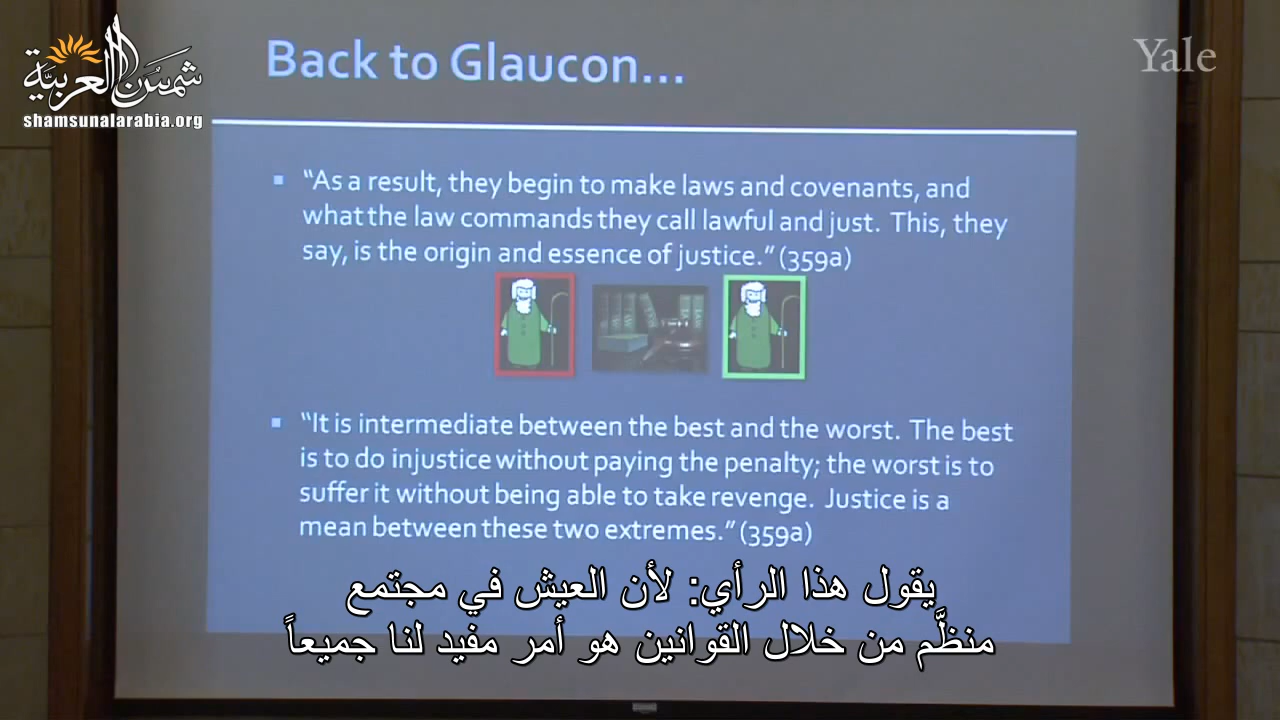 شمسُ العربيّة
shamsunalarabia.org
Yale
Back to Glaucon...
▪ “As a result, they begin to make laws and covenants, and
what the law commands they call lawful and just. This, they
say, is the origin and essence of justice.” (359a)
▪ “It is intermediate between the best and the worst. The best
is to do injustice without paying the penalty; the worst is to
suffer it without being able to take revenge. Justice is a
mean between these two extremes.” (359a)
يقول هذا الرأي: لأن العيش في مجتمع
منظَّم من خلال القوانين هو أمر مفيد لنا جميعاً